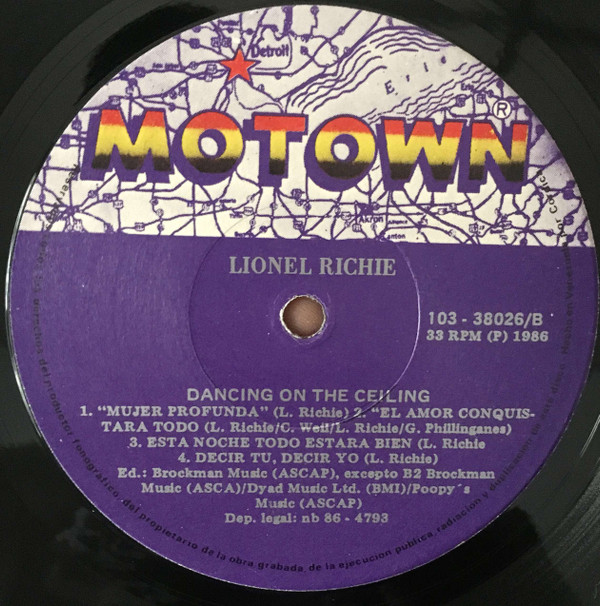 Detroit
Erie
MOTOWN®
Akron
anton
LIONEL RICHIE
103 - 38026/B
33 RPM (P) 1986
DANCING ON THE CEILING
1. "MUJER PROFUNDA" (L. Richie) 2. "EL AMOR CONQUIS-
TARA TODO (L. Richie/C. Weil/L. Richie/G. Phillinganes)
3. ESTA NOCHE TODO ESTARA BIEN (L. Richie
4. DECIR TU, DECIR YO (L. Richie)
Ed.: Brockman Music (ASCAP), excepto B2 Brockman
Music (ASCA)/Dyad Music Ltd. (BMI)/Poopy´s
Music (ASCAP)
Dep. legal: nb 86 - 4793
los derechos del productor fonográfico, del propietario de la obra grabada, de la ejecución pública, radiación y